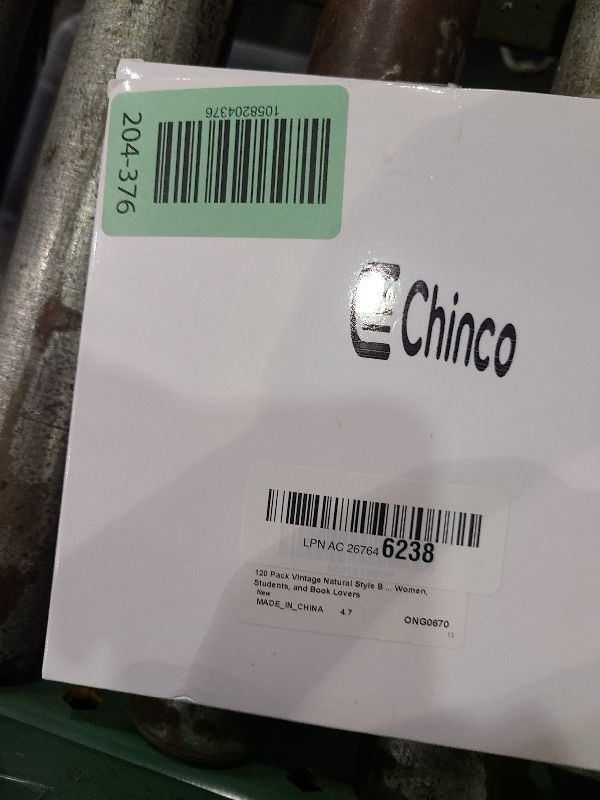 1058204376
204-376
Chinco
LPN AC 26764 6238
120 Pack Vintage Natural Style B ... Women,
Students, and Book Lovers
New
MADE_IN_CHINA 4.7
ONG0670